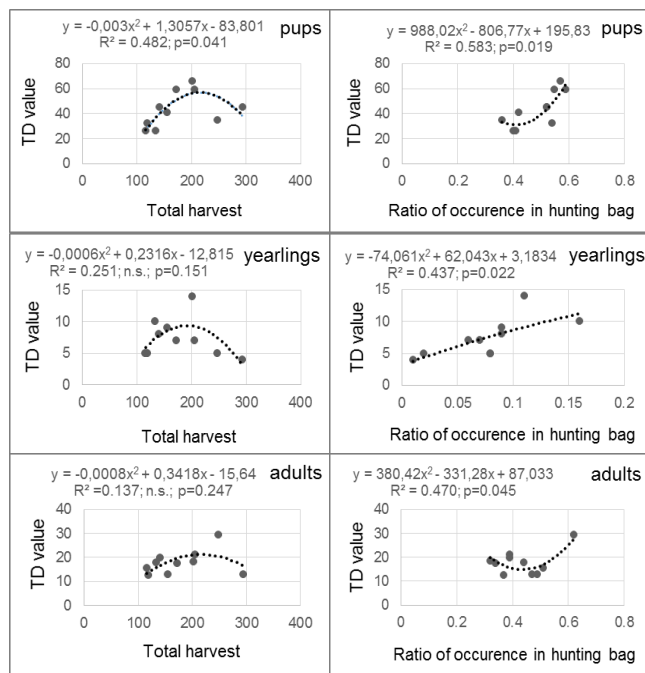 y = -0,003x² + 1,3057x - 83,801 pups
R² = 0.482; p=0.041
80
60
40
20
0
TD value
0 100 200 300 400
Total harvest
y = 988,02x² - 806,77x + 195,83 pups
R² = 0.583; p=0.019
80
60
40
20
0
TD value
0 0.2 0.4 0.6 0.8
Ratio of occurence in hunting bag
y = -0,0006x² + 0,2316x - 12,815 yearlings
R² = 0.251; n.s.; p=0.151
15
10
5
0
TD value
0 100 200 300 400
Total harvest
y = -74,061x² + 62,043x + 3,1834 yearlings
R² = 0.437; p=0.022
15
10
5
0
TD value
0 0.05 0.1 0.15 0.2
Ratio of occurence in hunting bag
y = -0,0008x² + 0,3418x - 15,64 adults
R² =0.137; n.s.; p=0.247
40
30
20
10
0
TD value
0 100 200 300 400
Total harvest
y = 380,42x² - 331,28x + 87,033 adults
R² = 0.470; p=0.045
40
30
20
10
0
TD value
0 0.2 0.4 0.6 0.8
Ratio of occurence in hunting bag